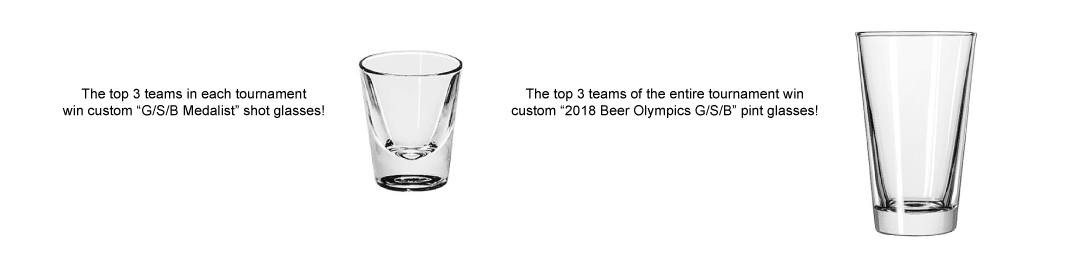 The top 3 teams in each tournament
win custom “G/S/B Medalist” shot glasses!
The top 3 teams of the entire tournament win
custom “2018 Beer Olympics G/S/B” pint glasses!